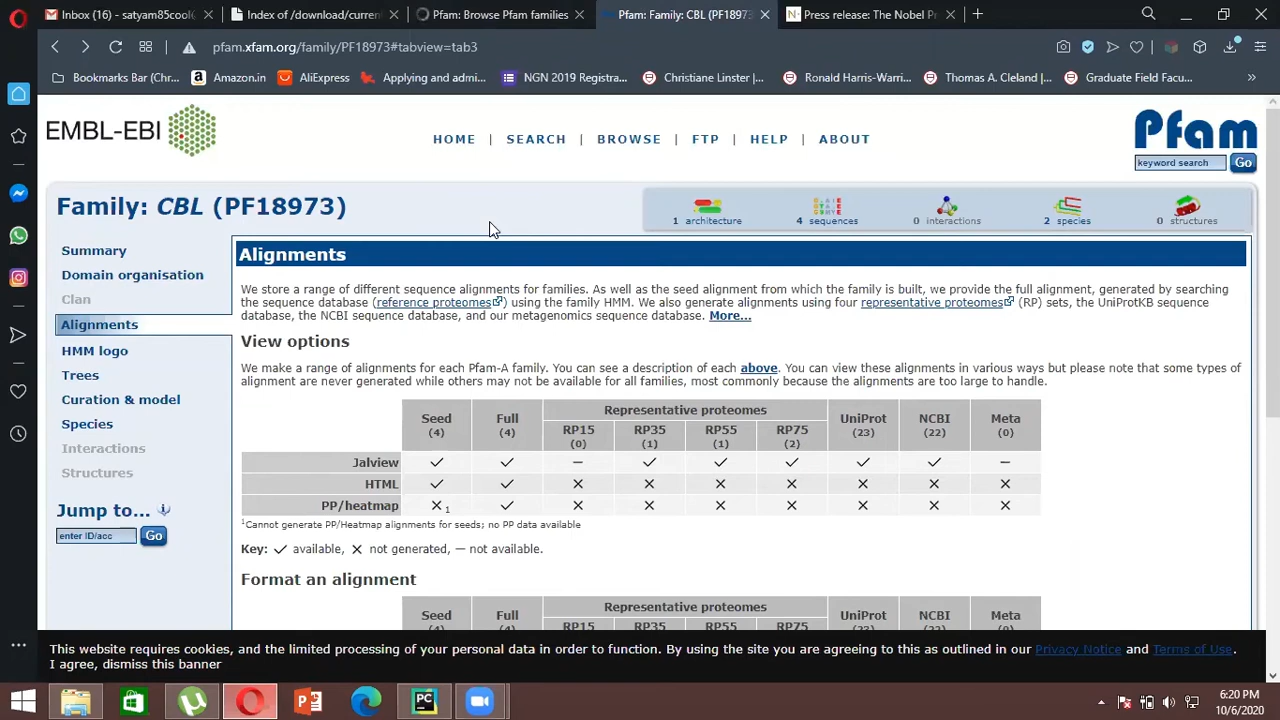 Inbox (16) - satyam85cool(
Index of /download/curren
Pfam: Browse Pfam families
Pfam: Family: CBL (PF18973
Press release: The Nobel Pr
pfam.xfam.org/family/PF18973#tabview=tab3
Bookmarks Bar (Chr...
Amazon.in
AliExpress
Applying and admi...
NGN 2019 Registra...
Christiane Linster |...
Ronald Harris-Warri...
Thomas A. Cleland |...
Graduate Field Facu...
EMBL-EBI
HOME | SEARCH | BROWSE | FTP | HELP | ABOUT
Pfam
keyword search Go
Family: CBL (PF18973)
1 architecture 4 sequences 0 interactions 2 species 0 structures
Summary
Domain organisation
Clan
Alignments
HMM logo
Trees
Curation & model
Species
Interactions
Structures
Jump to...
enter ID/acc Go
Alignments
We store a range of different sequence alignments for families. As well as the seed alignment from which the family is built, we provide the full alignment, generated by searching
the sequence database (reference proteomes) using the family HMM. We also generate alignments using four representative proteomes (RP) sets, the UniProtKB sequence
database, the NCBI sequence database, and our metagenomics sequence database. More...
View options
We make a range of alignments for each Pfam-A family. You can see a description of each above. You can view these alignments in various ways but please note that some types of
alignment are never generated while others may not be available for all families, most commonly because the alignments are too large to handle.
Seed (4) Full (4) Representative proteomes UniProt (23) NCBI (22) Meta (0)
RP15 (0) RP35 (1) RP55 (1) RP75 (2)
Jalview ✓ ✓ — ✓ ✓ ✓ ✓ ✓ —
HTML ✓ ✓ ✕ ✕ ✕ ✕ ✕ ✕ ✕
PP/heatmap ✕ 1 ✓ ✕ ✕ ✕ ✕ ✕ ✕ ✕
1Cannot generate PP/Heatmap alignments for seeds; no PP data available
Key: ✓ available, ✕ not generated, — not available.
Format an alignment
Seed (4) Full (4) Representative proteomes UniProt (23) NCBI (22) Meta (0)
RP15 RP35 RP55 RP75
This website requires cookies, and the limited processing of your personal data in order to function. By using the site you are agreeing to this as outlined in our Privacy Notice and Terms of Use.
I agree, dismiss this banner
6:20 PM
10/6/2020